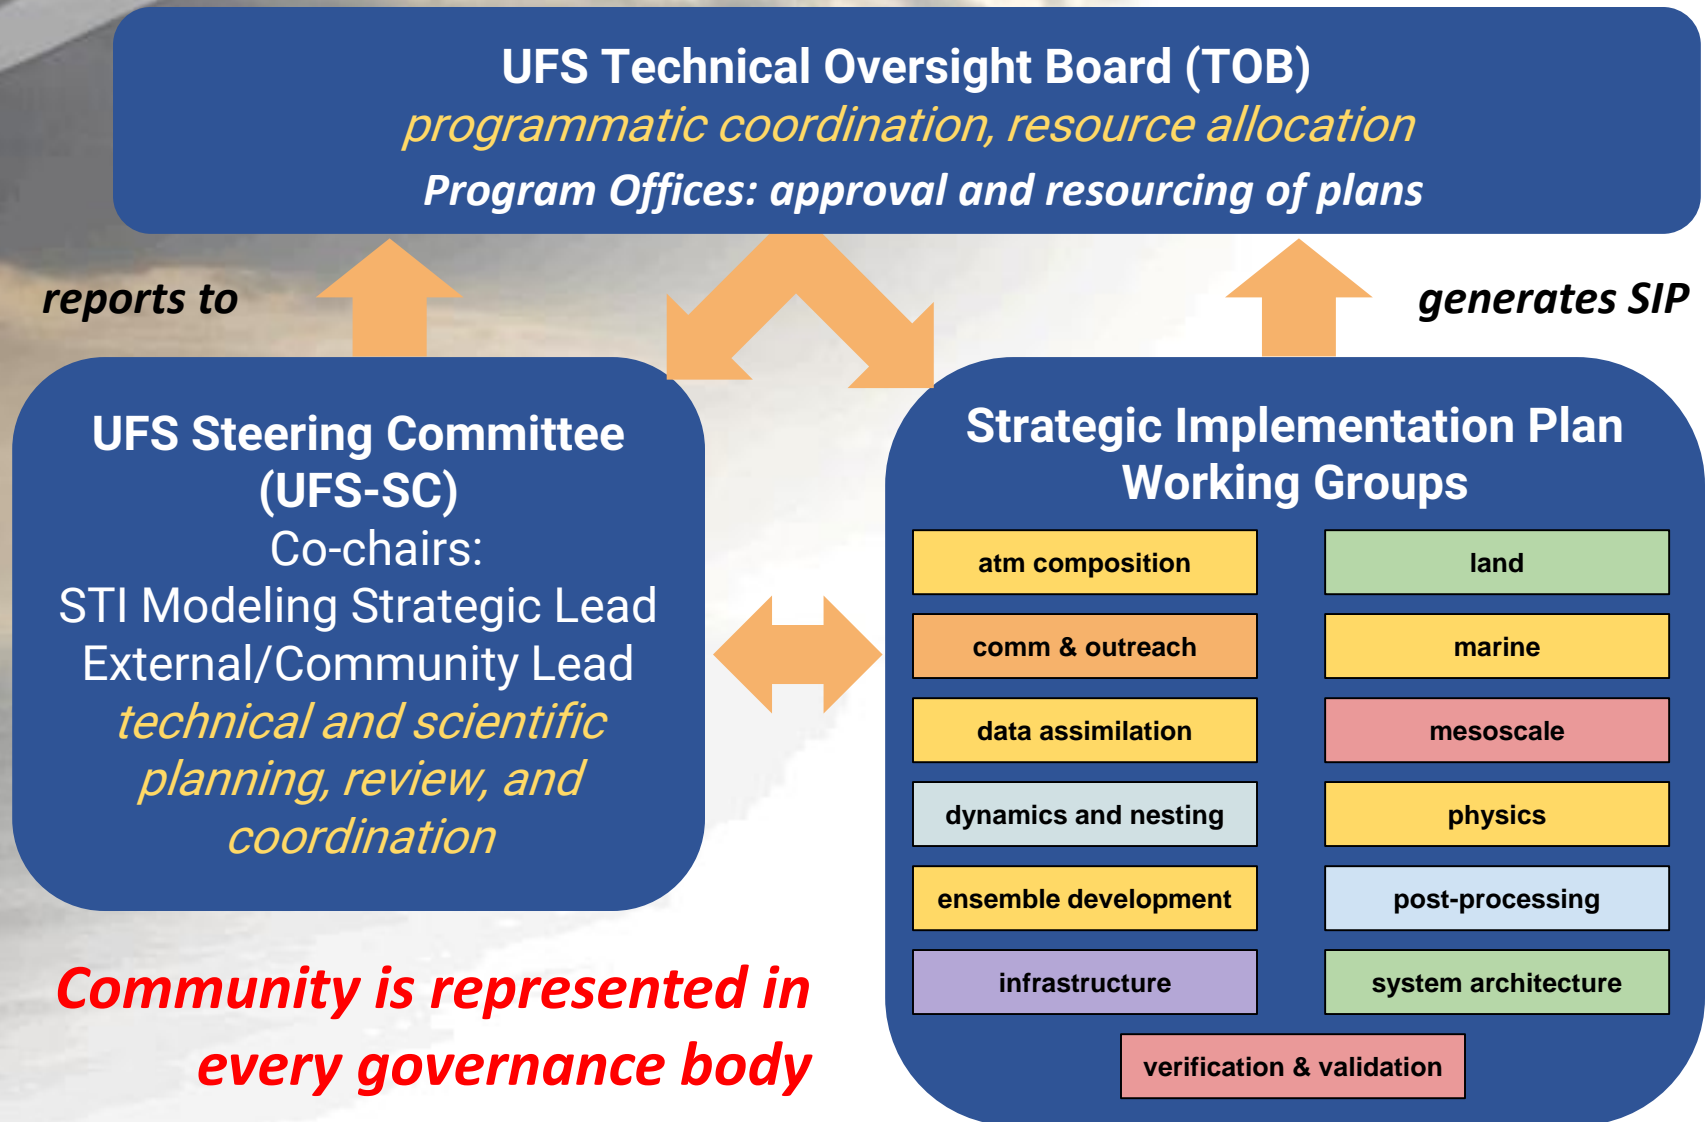 UFS Technical Oversight Board (TOB)
programmatic coordination, resource allocation
Program Offices: approval and resourcing of plans
reports to
generates SIP
UFS Steering Committee
(UFS-SC)
Co-chairs:
STI Modeling Strategic Lead
External/Community Lead
technical and scientific
planning, review, and
coordination
Strategic Implementation Plan
Working Groups
atm composition
land
comm & outreach
marine
data assimilation
mesoscale
dynamics and nesting
physics
ensemble development
post-processing
infrastructure
system architecture
verification & validation
Community is represented in
every governance body